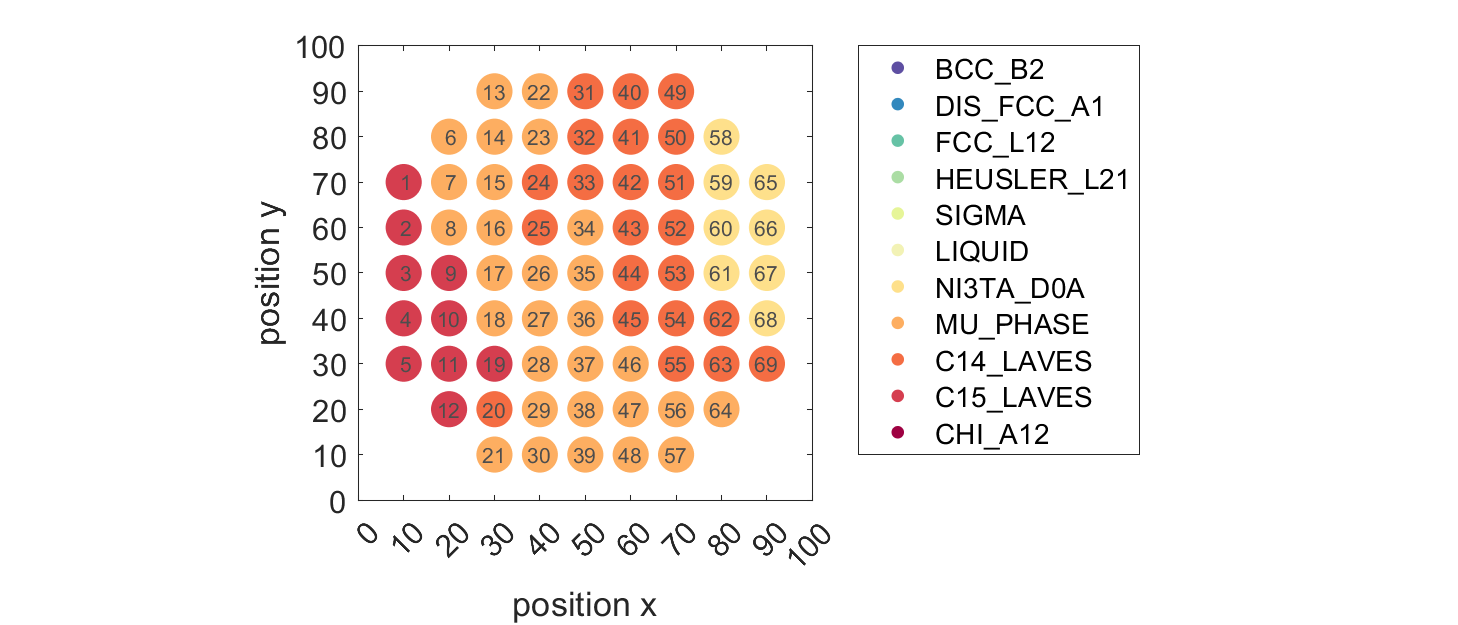 100
90 13 22 31 40 49
80 6 14 23 32 41 50 58
70 1 7 15 24 33 42 51 59 65
60 2 8 16 25 34 43 52 60 66
50 3 9 17 26 35 44 53 61 67
40 4 10 18 27 36 45 54 62 68
30 5 11 19 28 37 46 55 63 69
20 12 20 29 38 47 56 64
10 21 30 39 48 57
0
position y
0 10 20 30 40 50 60 70 80 90 100
position x
BCC_B2
DIS_FCC_A1
FCC_L12
HEUSLER_L21
SIGMA
LIQUID
NI3TA_D0A
MU_PHASE
C14_LAVES
C15_LAVES
CHI_A12